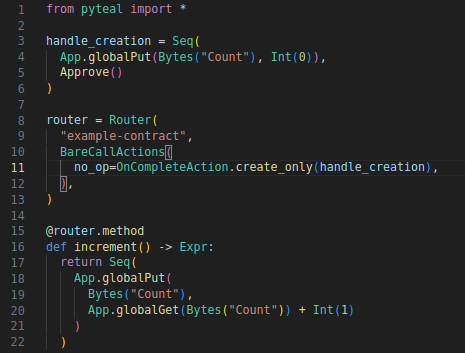 1 from pyteal import *
2
3 handle_creation = Seq(
4   App.globalPut(Bytes("Count"), Int(0)),
5   Approve()
6 )
7
8 router = Router(
9   "example-contract",
10   BareCallActions(
11     no_op=OnCompleteAction.create_only(handle_creation),
12   ),
13 )
14
15 @router.method
16 def increment() -> Expr:
17   return Seq(
18     App.globalPut(
19       Bytes("Count"),
20       App.globalGet(Bytes("Count")) + Int(1)
21     )
22   )